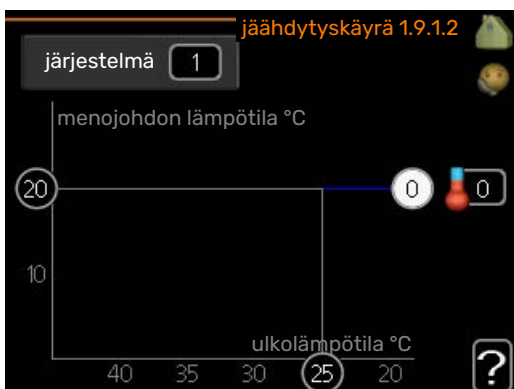 jäähdytyskäyrä 1.9.1.2
järjestelmä 1
menojohdon lämpötila °C
20 0 0
10
ulkolämpötila °C
40 35 30 25 20
?